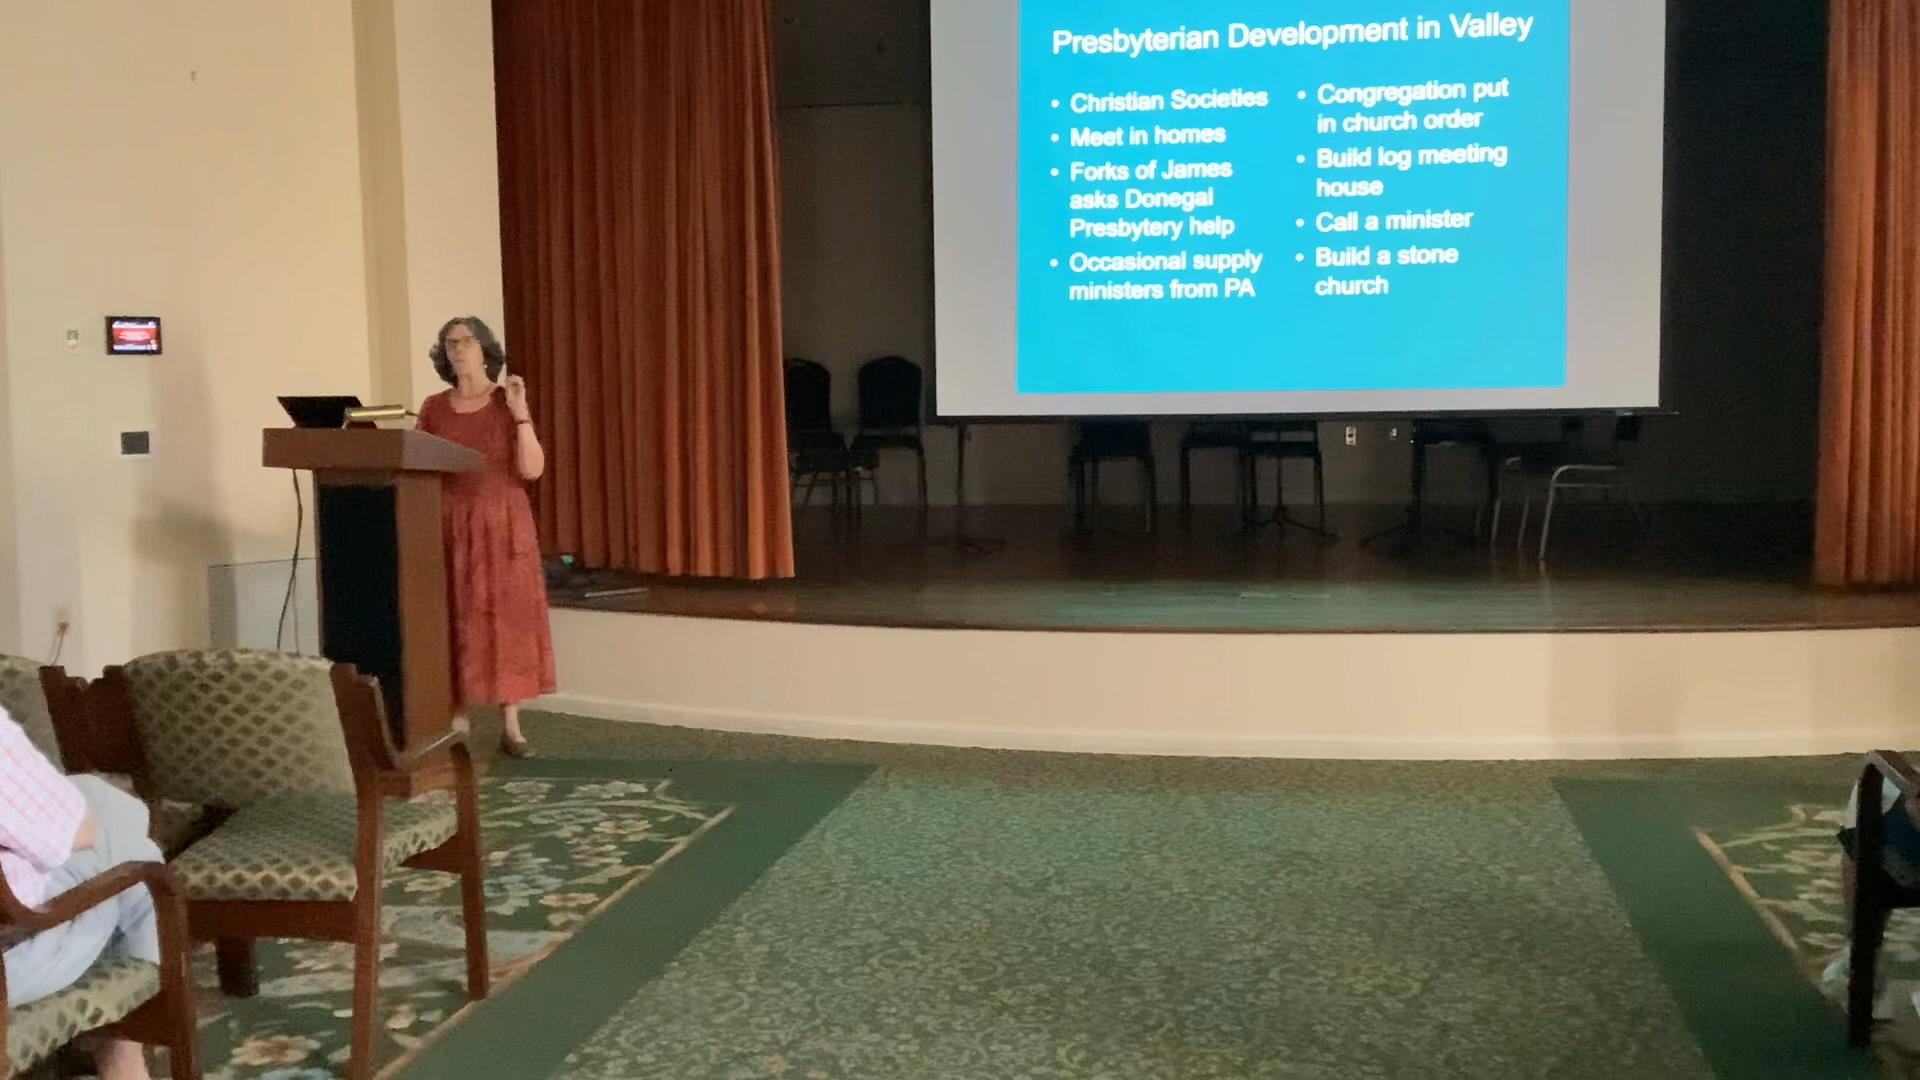 Presbyterian Development in Valley
• Christian Societies
• Meet in homes
• Forks of James
asks Donegal
Presbytery help
• Occasional supply
ministers from PA
• Congregation put
in church order
• Build log meeting
house
• Call a minister
• Build a stone
church